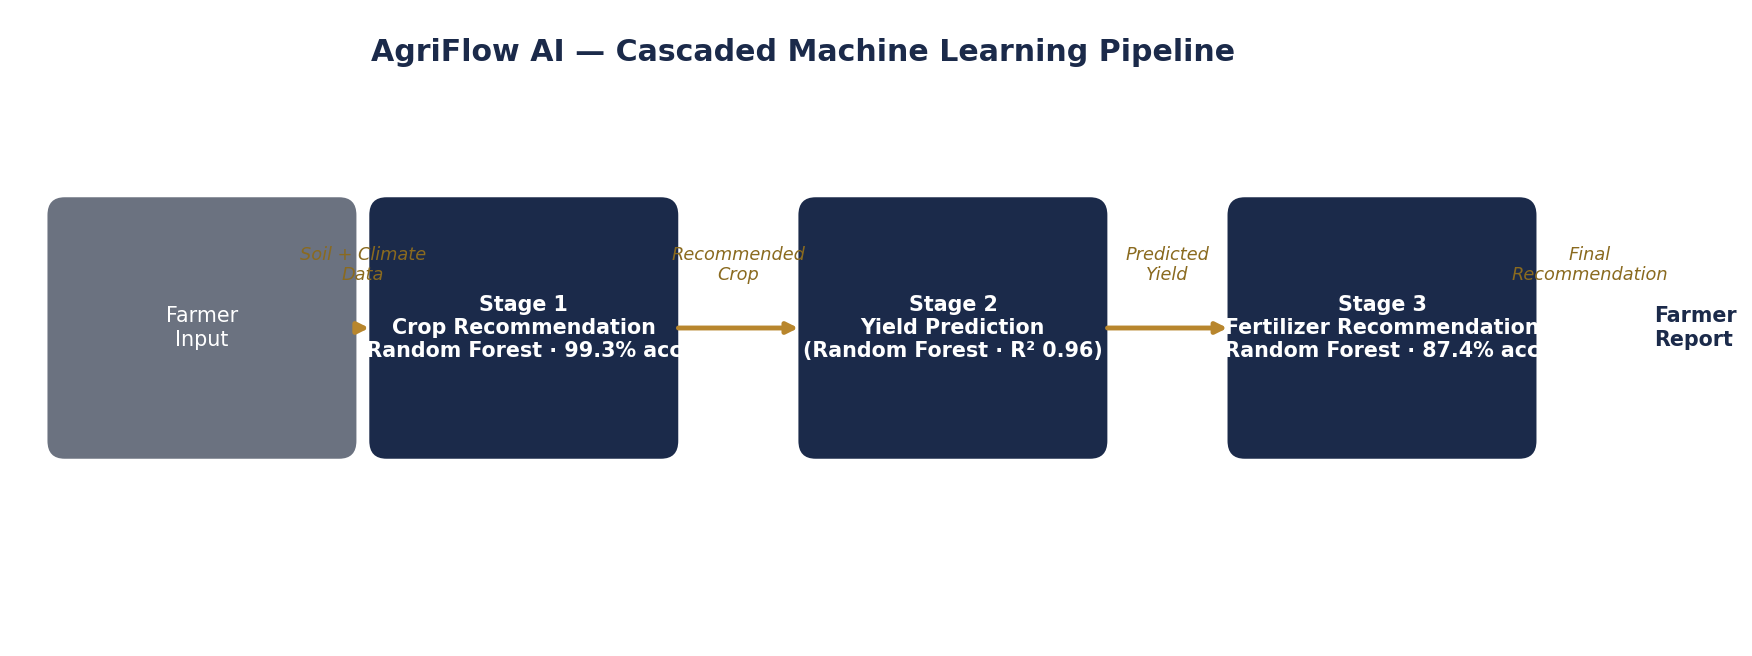 AgriFlow AI — Cascaded Machine Learning Pipeline
Farmer
Input
Soil + Climate
Data
Stage 1
Crop Recommendation
Random Forest · 99.3% acc
Recommended
Crop
Stage 2
Yield Prediction
(Random Forest · R² 0.96)
Predicted
Yield
Stage 3
Fertilizer Recommendation
Random Forest · 87.4% acc
Final
Recommendation
Farmer
Report